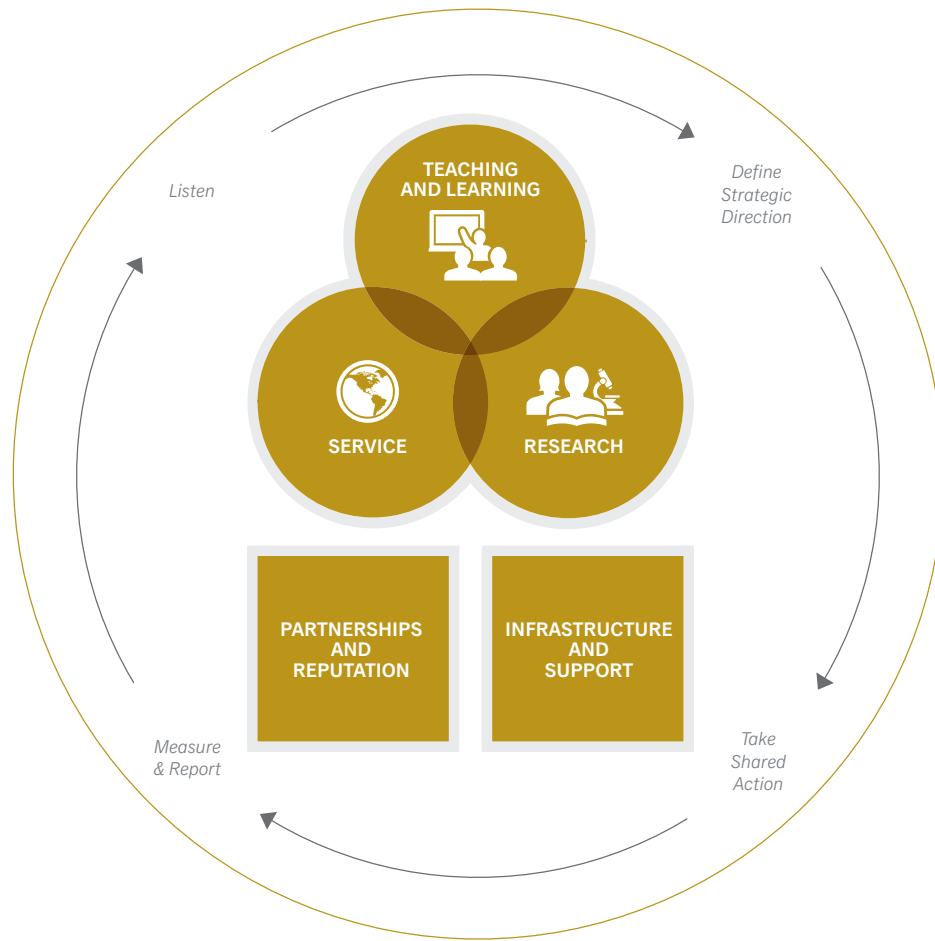 TEACHING
AND LEARNING
Listen
Define
Strategic
Direction
SERVICE
RESEARCH
PARTNERSHIPS
AND
REPUTATION
INFRASTRUCTURE
AND
SUPPORT
Measure
& Report
Take
Shared
Action